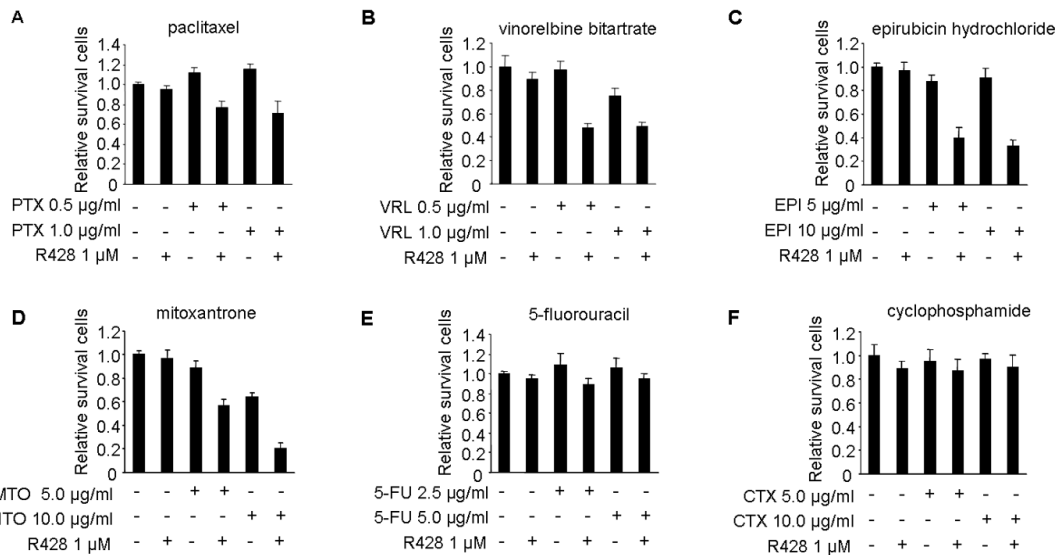 A
paclitaxel
Relative survival cells
1.4
1.2
1.0
0.8
0.6
0.4
0.2
0
PTX 0.5 µg/ml - - + + - -
PTX 1.0 µg/ml - - - - + +
R428 1 µM - + - + - +
B
vinorelbine bitartrate
Relative survival cells
1.2
1.0
0.8
0.6
0.4
0.2
0
VRL 0.5 µg/ml - - + + - -
VRL 1.0 µg/ml - - - - + +
R428 1 µM - + - + - +
C
epirubicin hydrochloride
Relative survival cells
1.2
1.0
0.8
0.6
0.4
0.2
0
EPI 5 µg/ml - - + + - -
EPI 10 µg/ml - - - - + +
R428 1 µM - + - + - +
D
mitoxantrone
Relative survival cells
1.2
1.0
0.8
0.6
0.4
0.2
0
MTO 5.0 µg/ml - - + + - -
MTO 10.0 µg/ml - - - - + +
R428 1 µM - + - + - +
E
5-fluorouracil
Relative survival cells
1.4
1.2
1.0
0.8
0.6
0.4
0.2
0
5-FU 2.5 µg/ml - - + + - -
5-FU 5.0 µg/ml - - - - + +
R428 1 µM - + - + - +
F
cyclophosphamide
Relative survival cells
1.2
1.0
0.8
0.6
0.4
0.2
0
CTX 5.0 µg/ml - - + + - -
CTX 10.0 µg/ml - - - - + +
R428 1 µM - + - + - +